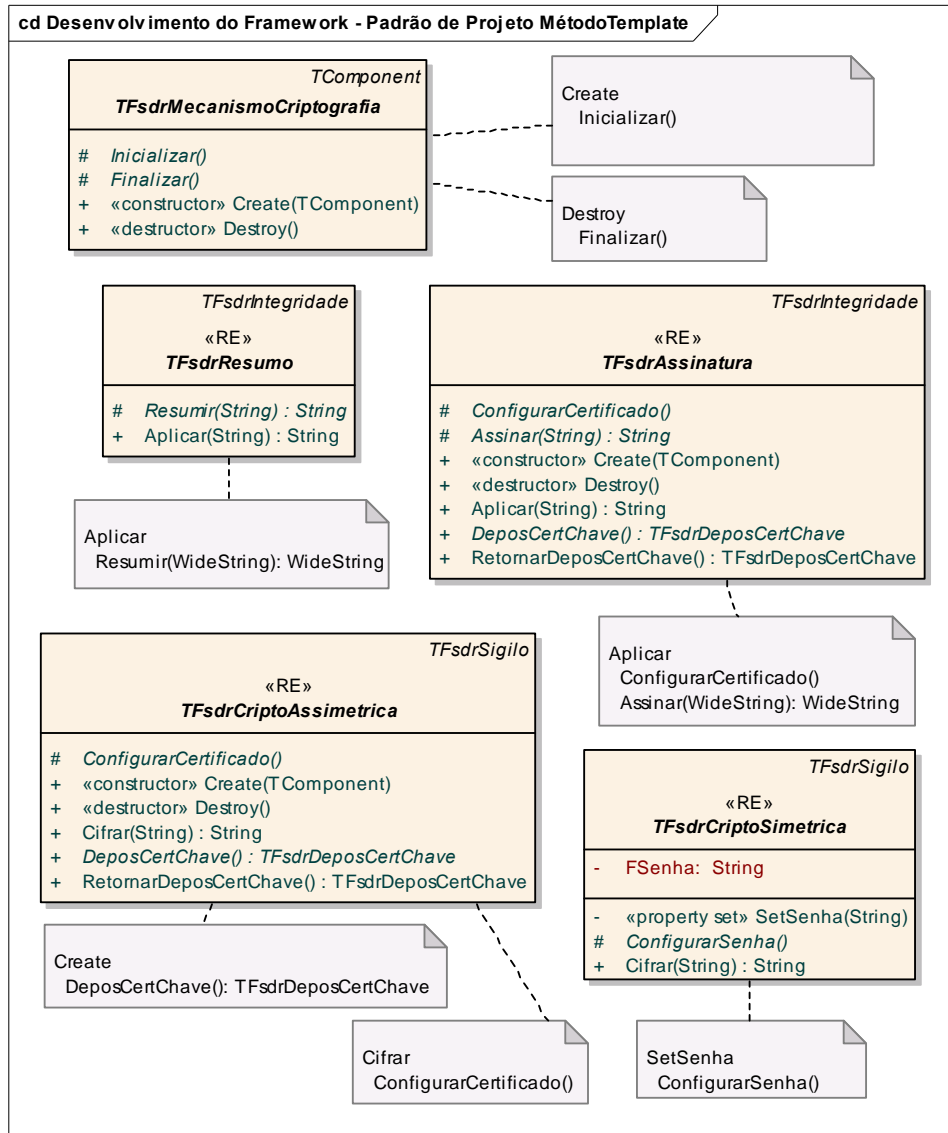 cd Desenvolvimento do Framework - Padrão de Projeto MétodoTemplate
TComponent
TFsdrMecanismoCriptografia
# Inicializar()
# Finalizar()
+ «constructor» Create(TComponent)
+ «destructor» Destroy()
Create
Inicializar()
Destroy
Finalizar()
TFsdrIntegridade
«RE»
TFsdrResumo
# Resumir(String) : String
+ Aplicar(String) : String
Aplicar
Resumir(WideString): WideString
TFsdrIntegridade
«RE»
TFsdrAssinatura
# ConfigurarCertificado()
# Assinar(String) : String
+ «constructor» Create(TComponent)
+ «destructor» Destroy()
+ Aplicar(String) : String
+ DeposCertChave() : TFsdrDeposCertChave
+ RetornarDeposCertChave() : TFsdrDeposCertChave
Aplicar
ConfigurarCertificado()
Assinar(WideString): WideString
TFsdrSigilo
«RE»
TFsdrCriptoAssimetrica
# ConfigurarCertificado()
+ «constructor» Create(TComponent)
+ «destructor» Destroy()
+ Cifrar(String) : String
+ DeposCertChave() : TFsdrDeposCertChave
+ RetornarDeposCertChave() : TFsdrDeposCertChave
Create
DeposCertChave(): TFsdrDeposCertChave
Cifrar
ConfigurarCertificado()
TFsdrSigilo
«RE»
TFsdrCriptoSimetrica
- FSenha: String
- «property set» SetSenha(String)
# ConfigurarSenha()
+ Cifrar(String) : String
SetSenha
ConfigurarSenha()